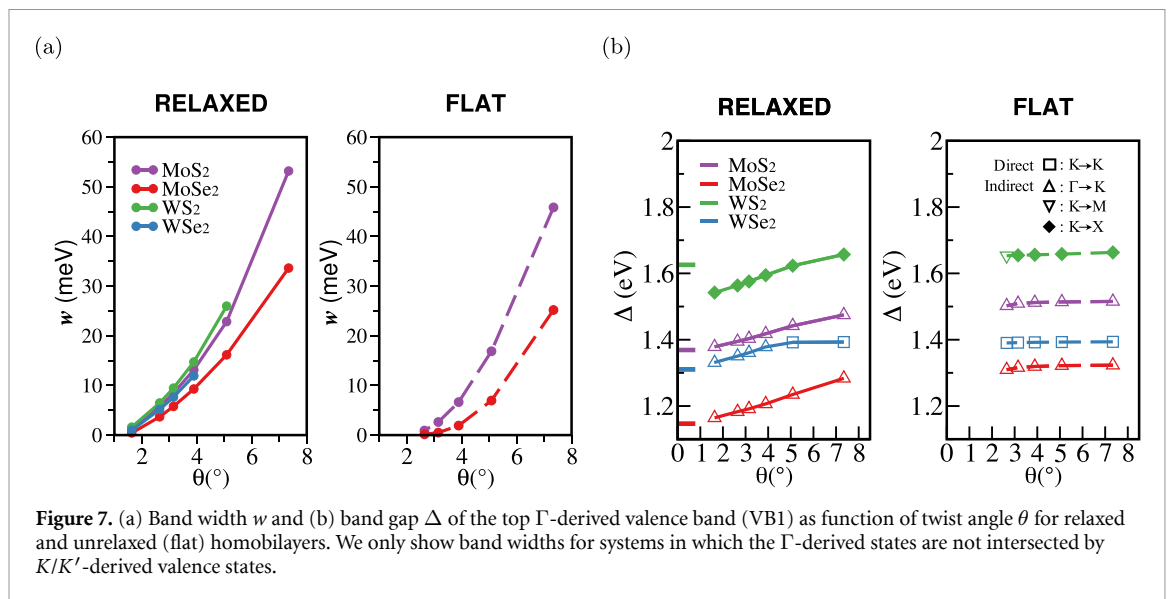 (a)
(b)
RELAXED
FLAT
RELAXED
FLAT
60
50
40
30
20
10
0
w (meV)
MoS2
MoSe2
WS2
WSe2
2 4 6 8
θ(°)
60
50
40
30
20
10
0
w (meV)
2 4 6 8
θ(°)
2
1.8
1.6
1.4
1.2
Δ (eV)
MoS2
MoSe2
WS2
WSe2
0 1 2 3 4 5 6 7 8
θ(°)
2
1.8
1.6
1.4
1.2
Δ (eV)
Direct : K→K
Indirect : Γ→K
: K→M
: K→X
0 1 2 3 4 5 6 7 8
θ(°)
Figure 7. (a) Band width w and (b) band gap Δ of the top Γ-derived valence band (VB1) as function of twist angle θ for relaxed
and unrelaxed (flat) homobilayers. We only show band widths for systems in which the Γ-derived states are not intersected by
K/K′-derived valence states.